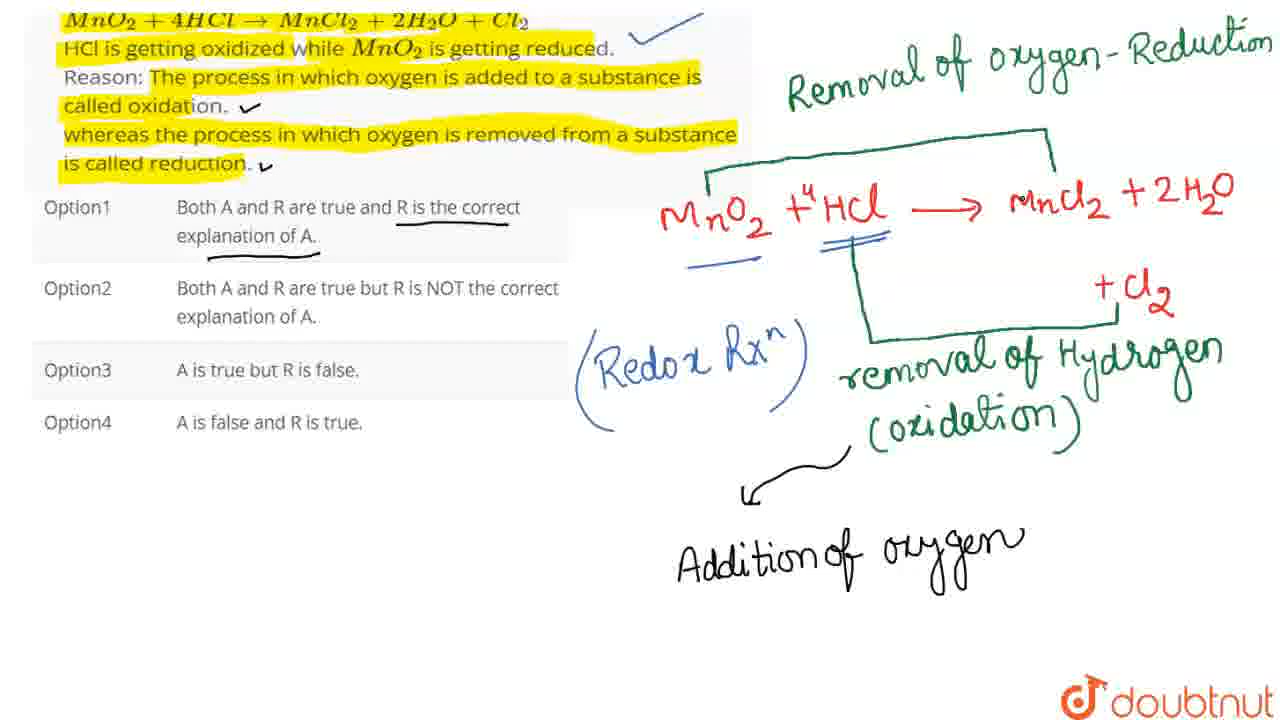 MnO₂ + 4HCl → MnCl₂ + 2H₂O + Cl₂
HCl is getting oxidized while MnO₂ is getting reduced.
Reason: The process in which oxygen is added to a substance is
called oxidation.
whereas the process in which oxygen is removed from a substance
is called reduction.
Option1 Both A and R are true and R is the correct
explanation of A.
Option2 Both A and R are true but R is NOT the correct
explanation of A.
Option3 A is true but R is false.
Option4 A is false and R is true.
Removal of oxygen-Reduction
MnO₂ + 4HCl → MnCl₂ + 2H₂O
+ Cl₂
(Redox Rxⁿ)
removal of Hydrogen
(oxidation)
Addition of oxygen
doubtnut